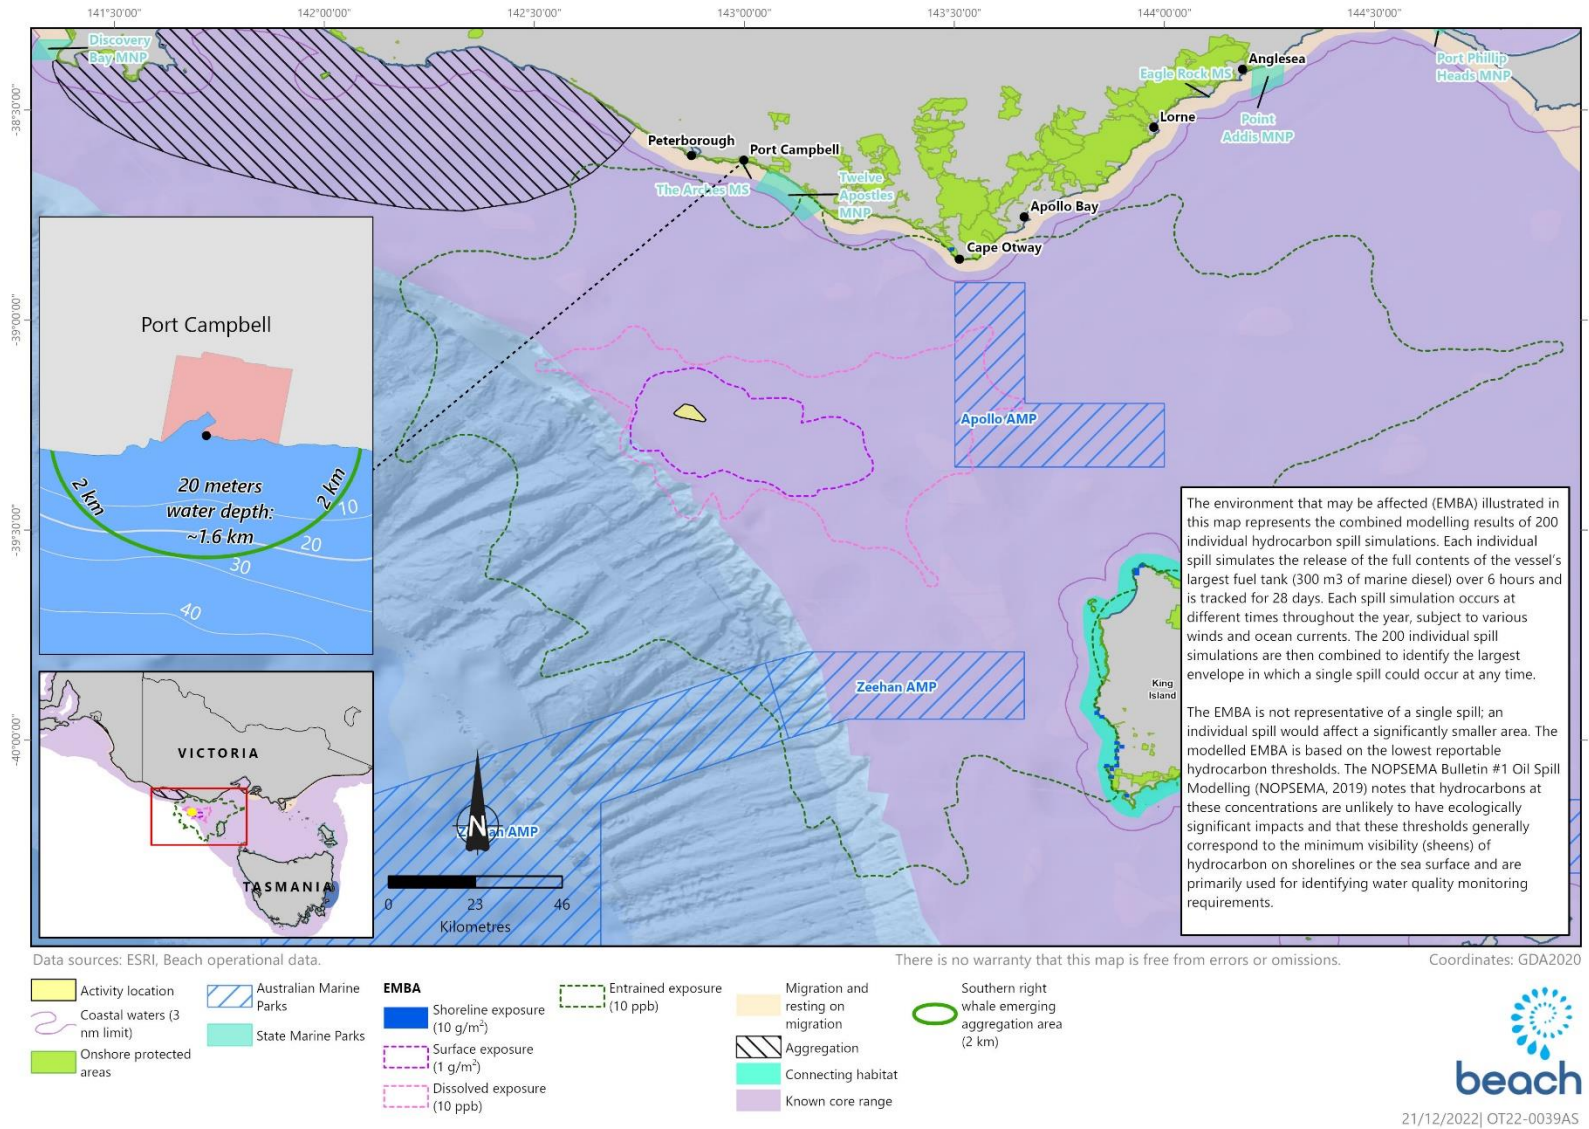 141°30'00"
142°00'00"
142°30'00"
143°00'00"
143°30'00"
144°00'00"
144°30'00"
-38°30'00"
-39°00'00"
-39°30'00"
-40°00'00"
Discovery
Bay MNP
Peterborough
Port Campbell
The Arches MS
Twelve
Apostles
MNP
Cape Otway
Apollo Bay
Lorne
Eagle Rock MS
Anglesea
Point
Addis MNP
Port Phillip
Heads MNP
Apollo AMP
Zeehan AMP
Zeehan AMP
King
Island
Port Campbell
2 km
2 km
20 meters
water depth:
~1.6 km
10
20
30
40
VICTORIA
TASMANIA
N
0
23
46
Kilometres
The environment that may be affected (EMBA) illustrated in
this map represents the combined modelling results of 200
individual hydrocarbon spill simulations. Each individual
spill simulates the release of the full contents of the vessel's
largest fuel tank (300 m3 of marine diesel) over 6 hours and
is tracked for 28 days. Each spill simulation occurs at
different times throughout the year, subject to various
winds and ocean currents. The 200 individual spill
simulations are then combined to identify the largest
envelope in which a single spill could occur at any time.
The EMBA is not representative of a single spill; an
individual spill would affect a significantly smaller area. The
modelled EMBA is based on the lowest reportable
hydrocarbon thresholds. The NOPSEMA Bulletin #1 Oil Spill
Modelling (NOPSEMA, 2019) notes that hydrocarbons at
these concentrations are unlikely to have ecologically
significant impacts and that these thresholds generally
correspond to the minimum visibility (sheens) of
hydrocarbon on shorelines or the sea surface and are
primarily used for identifying water quality monitoring
requirements.
Data sources: ESRI, Beach operational data.
There is no warranty that this map is free from errors or omissions.
Coordinates: GDA2020
Activity location
Coastal waters (3
nm limit)
Onshore protected
areas
Australian Marine
Parks
State Marine Parks
EMBA
Shoreline exposure
(10 g/m²)
Surface exposure
(1 g/m²)
Dissolved exposure
(10 ppb)
Entrained exposure
(10 ppb)
Migration and
resting on
migration
Aggregation
Connecting habitat
Known core range
Southern right
whale emerging
aggregation area
(2 km)
beach
21/12/2022| OT22-0039AS